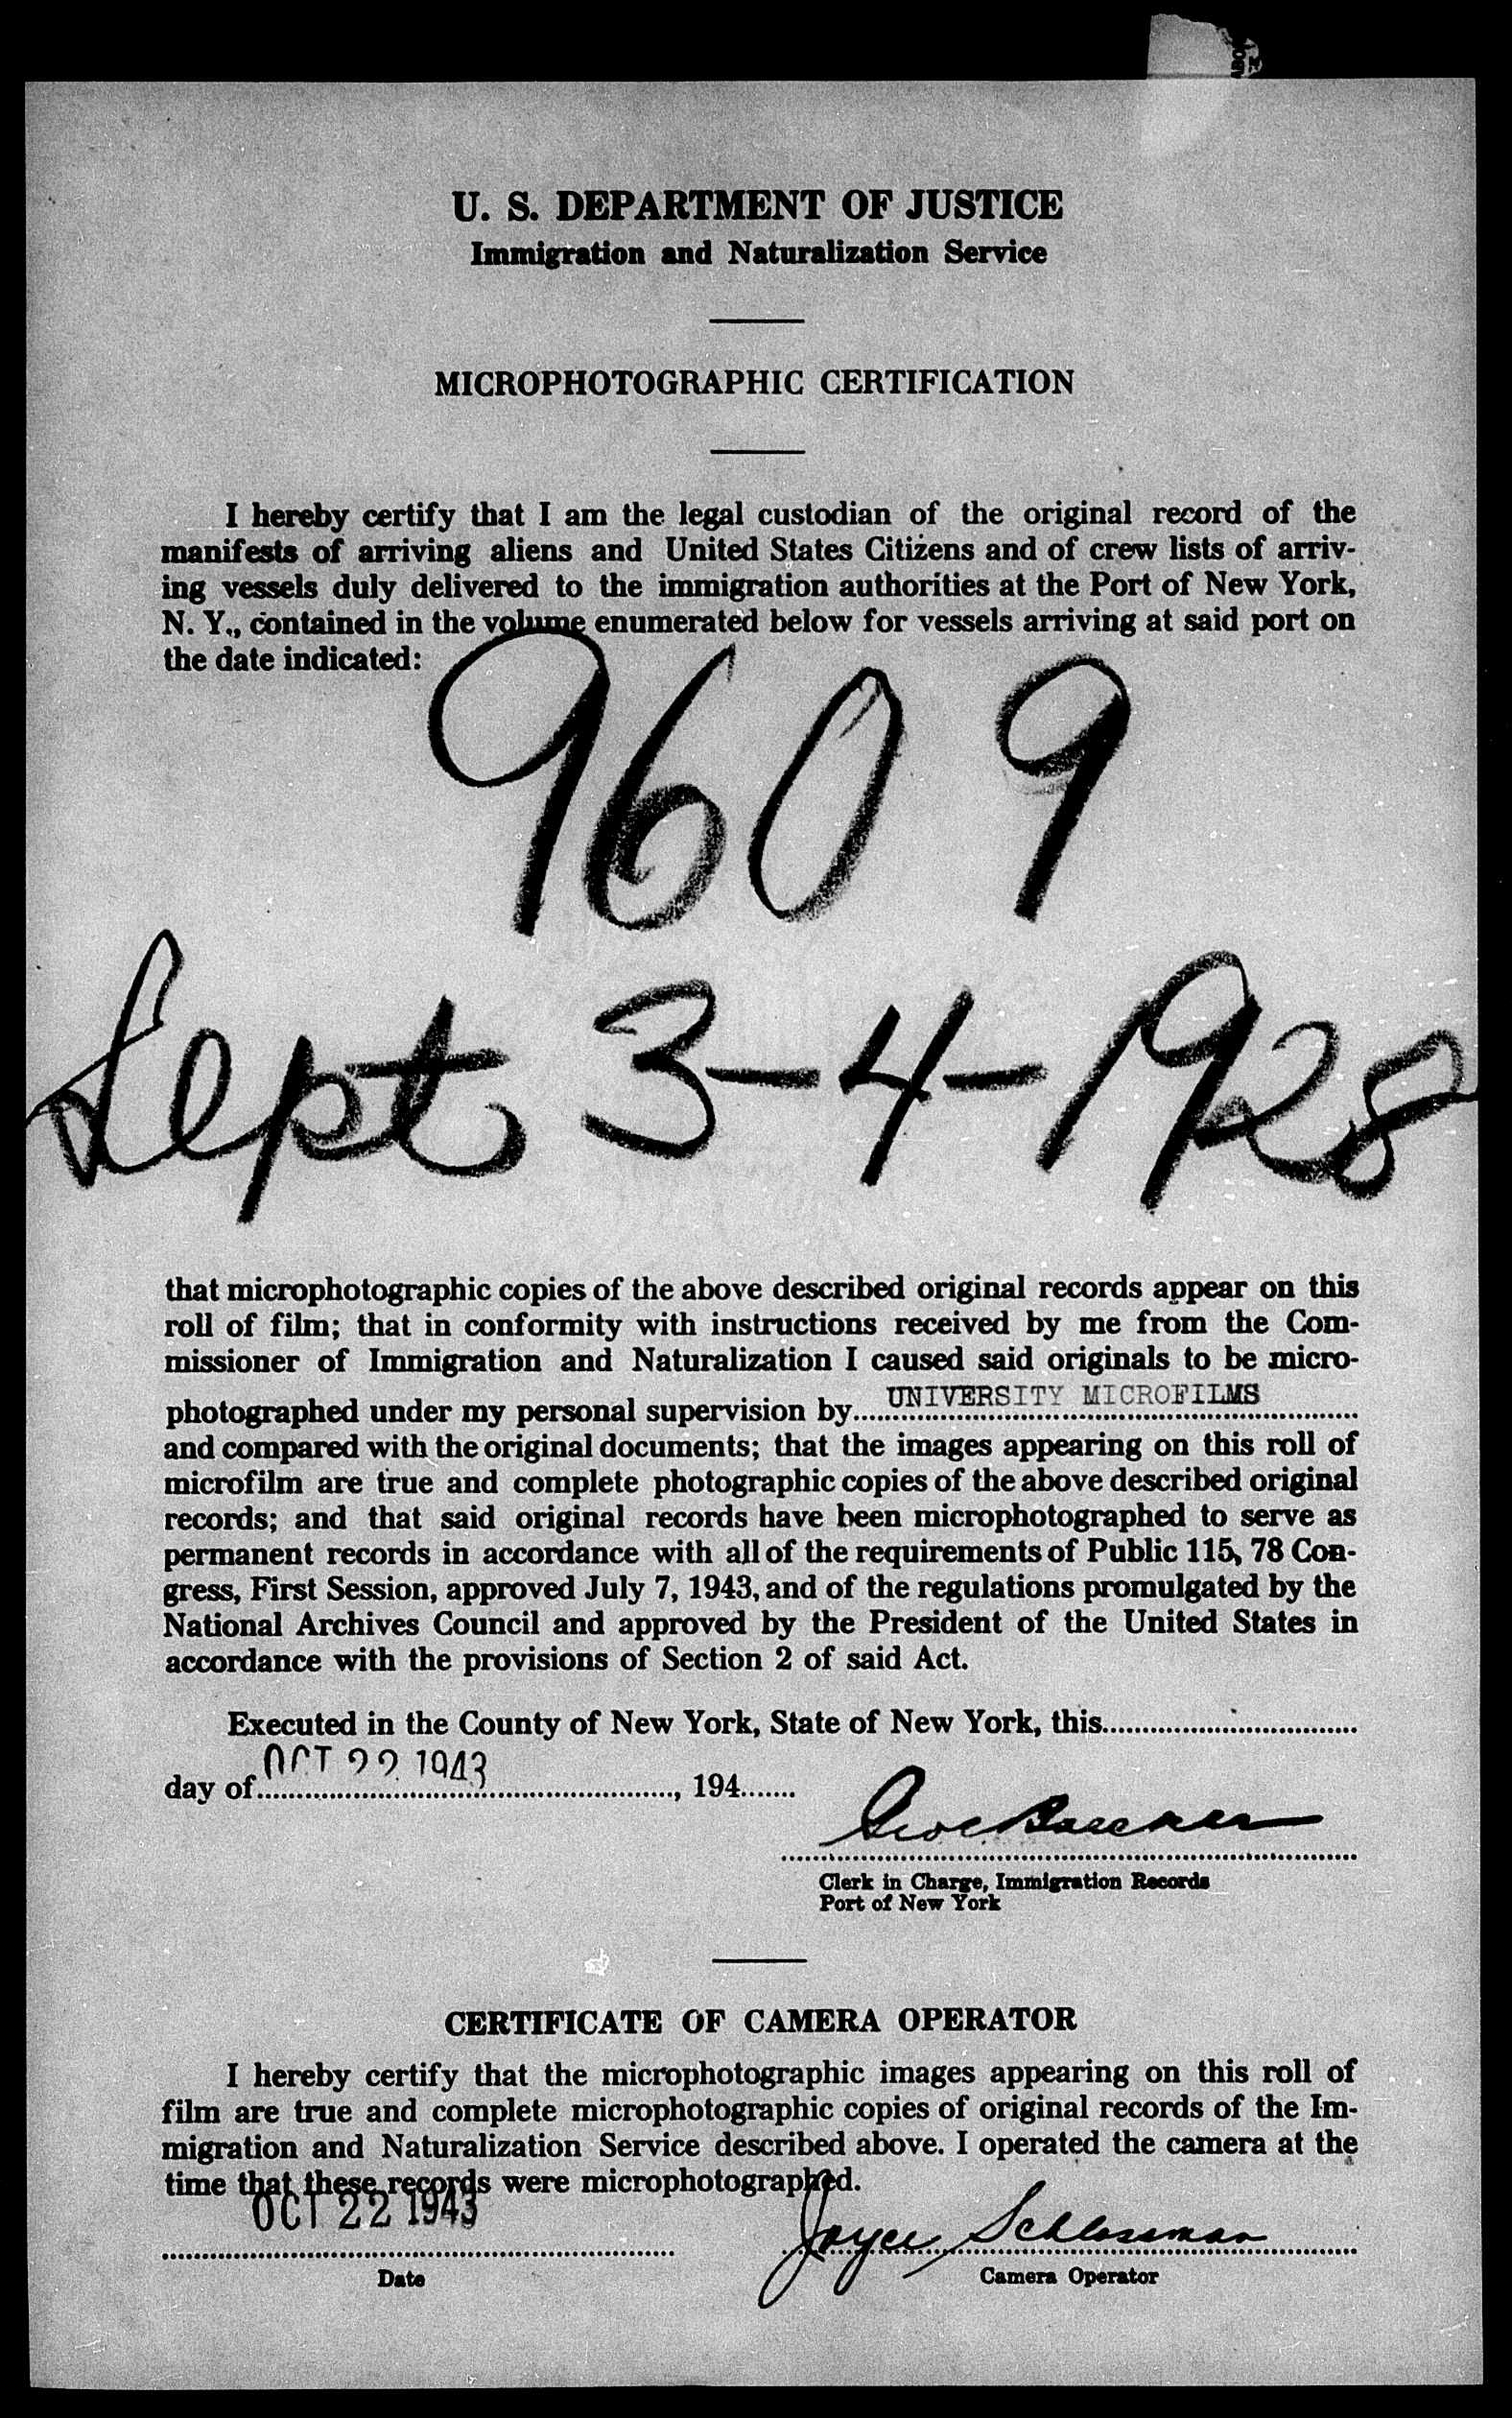 U. S. DEPARTMENT OF JUSTICE
Immigration and Naturalization Service
MICROPHOTOGRAPHIC CERTIFICATION
I hereby certify that I am the legal custodian of the original record of the
manifests of arriving aliens and United States Citizens and of crew lists of arriv-
ing vessels duly delivered to the immigration authorities at the Port of New York,
N. Y., contained in the volume enumerated below for vessels arriving at said port on
the date indicated:
9609
Sept 3-4-1928
that microphotographic copies of the above described original records appear on this
roll of film; that in conformity with instructions received by me from the Com-
missioner of Immigration and Naturalization I caused said originals to be micro-
photographed under my personal supervision by UNIVERSITY MICROFILMS
and compared with the original documents; that the images appearing on this roll of
microfilm are true and complete photographic copies of the above described original
records; and that said original records have been microphotographed to serve as
permanent records in accordance with all of the requirements of Public 115, 78 Con-
gress, First Session, approved July 7, 1943, and of the regulations promulgated by the
National Archives Council and approved by the President of the United States in
accordance with the provisions of Section 2 of said Act.
Executed in the County of New York, State of New York, this
day of OCT 22 1943, 194
Clerk in Charge, Immigration Records
Port of New York
CERTIFICATE OF CAMERA OPERATOR
I hereby certify that the microphotographic images appearing on this roll of
film are true and complete microphotographic copies of original records of the Im-
migration and Naturalization Service described above. I operated the camera at the
time that these records were microphotographed.
OCT 22 1943 Joyce Schlossman
Date Camera Operator